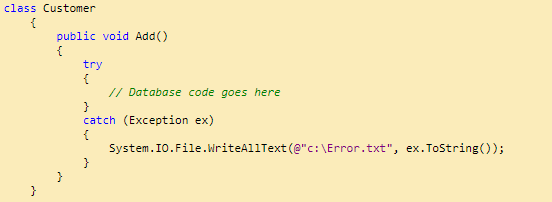 class Customer
{
public void Add()
{
try
{
// Database code goes here
}
catch (Exception ex)
{
System.IO.File.WriteAllText(@"c:\Error.txt", ex.ToString());
}
}
}